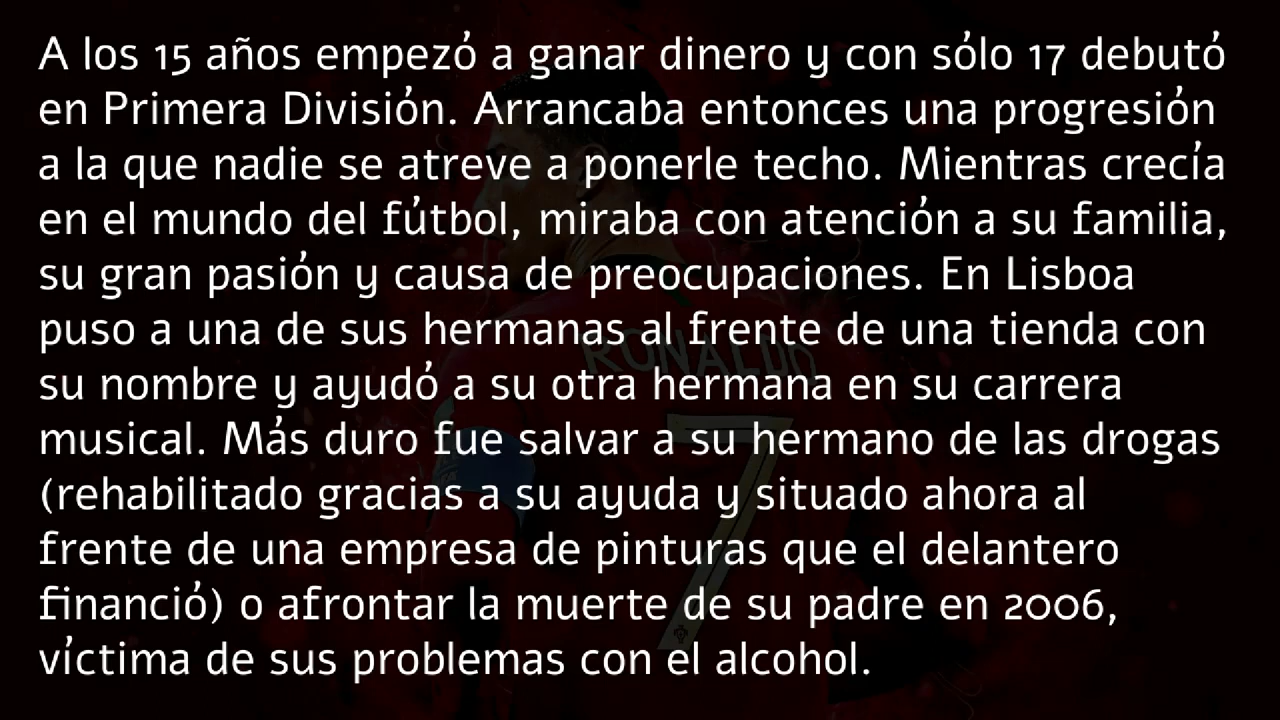 A los 15 años empezó a ganar dinero y con sólo 17 debutó
en Primera División. Arrancaba entonces una progresión
a la que nadie se atreve a ponerle techo. Mientras crecía
en el mundo del fútbol, miraba con atención a su familia,
su gran pasión y causa de preocupaciones. En Lisboa
puso a una de sus hermanas al frente de una tienda con
su nombre y ayudó a su otra hermana en su carrera
musical. Más duro fue salvar a su hermano de las drogas
(rehabilitado gracias a su ayuda y situado ahora al
frente de una empresa de pinturas que el delantero
financió) o afrontar la muerte de su padre en 2006,
víctima de sus problemas con el alcohol.
RONALDO
7